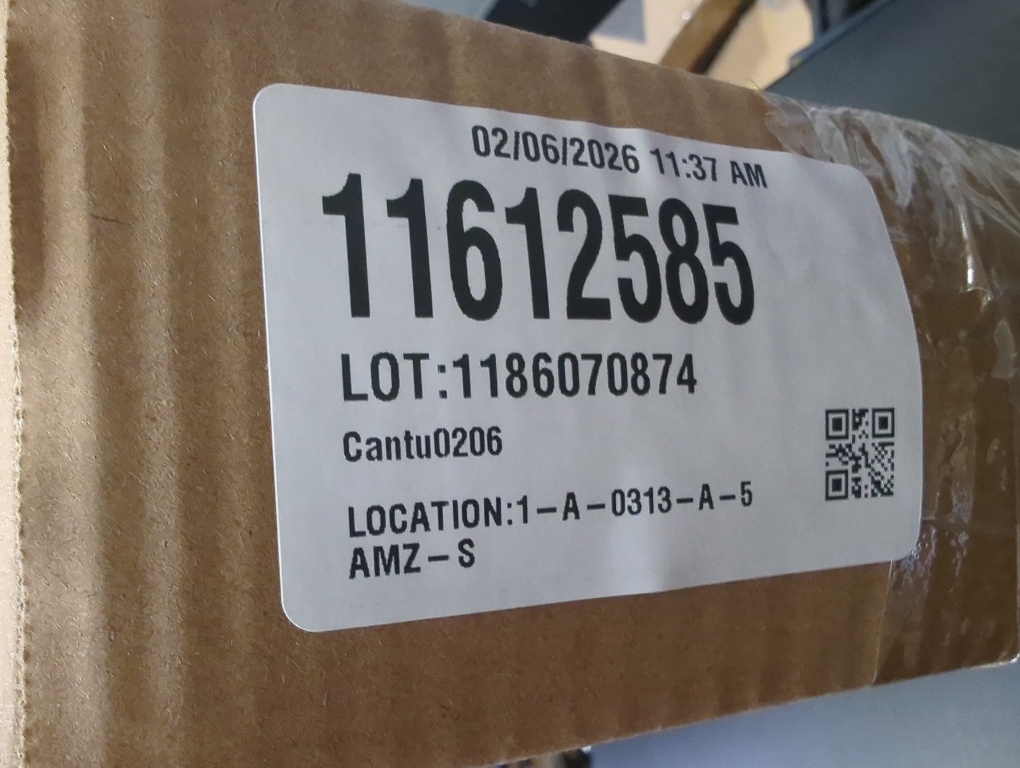 02/06/2026 11:37 AM
11612585
LOT:1186070874
Cantu0206
LOCATION:1-A-0313-A-5
AMZ-S